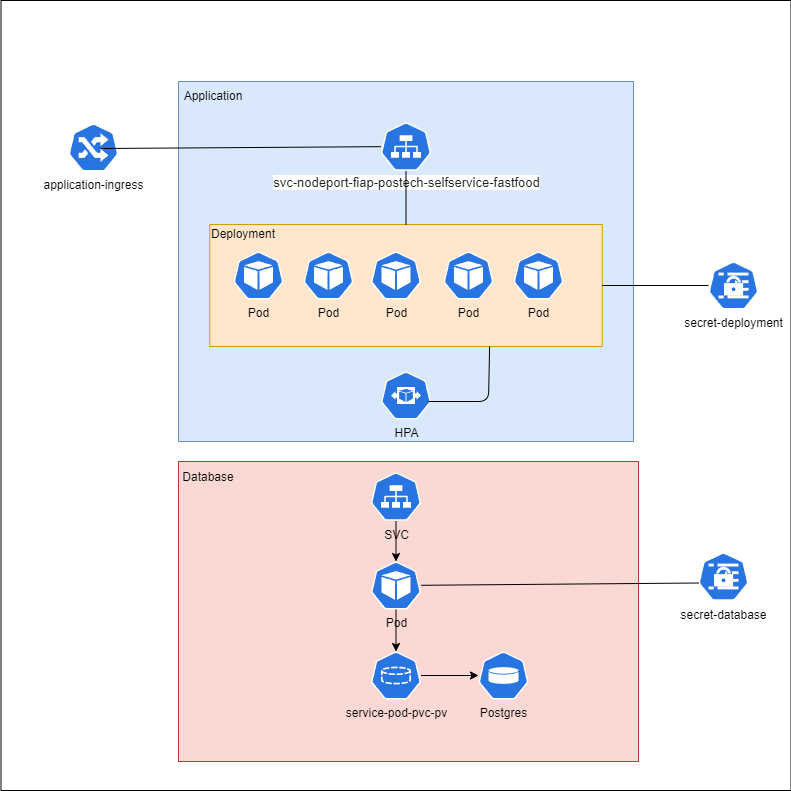 Application
application-ingress
svc-nodeport-fiap-postech-selfservice-fastfood
Deployment
Pod
Pod
Pod
Pod
Pod
secret-deployment
HPA
Database
SVC
Pod
secret-database
service-pod-pvc-pv
Postgres